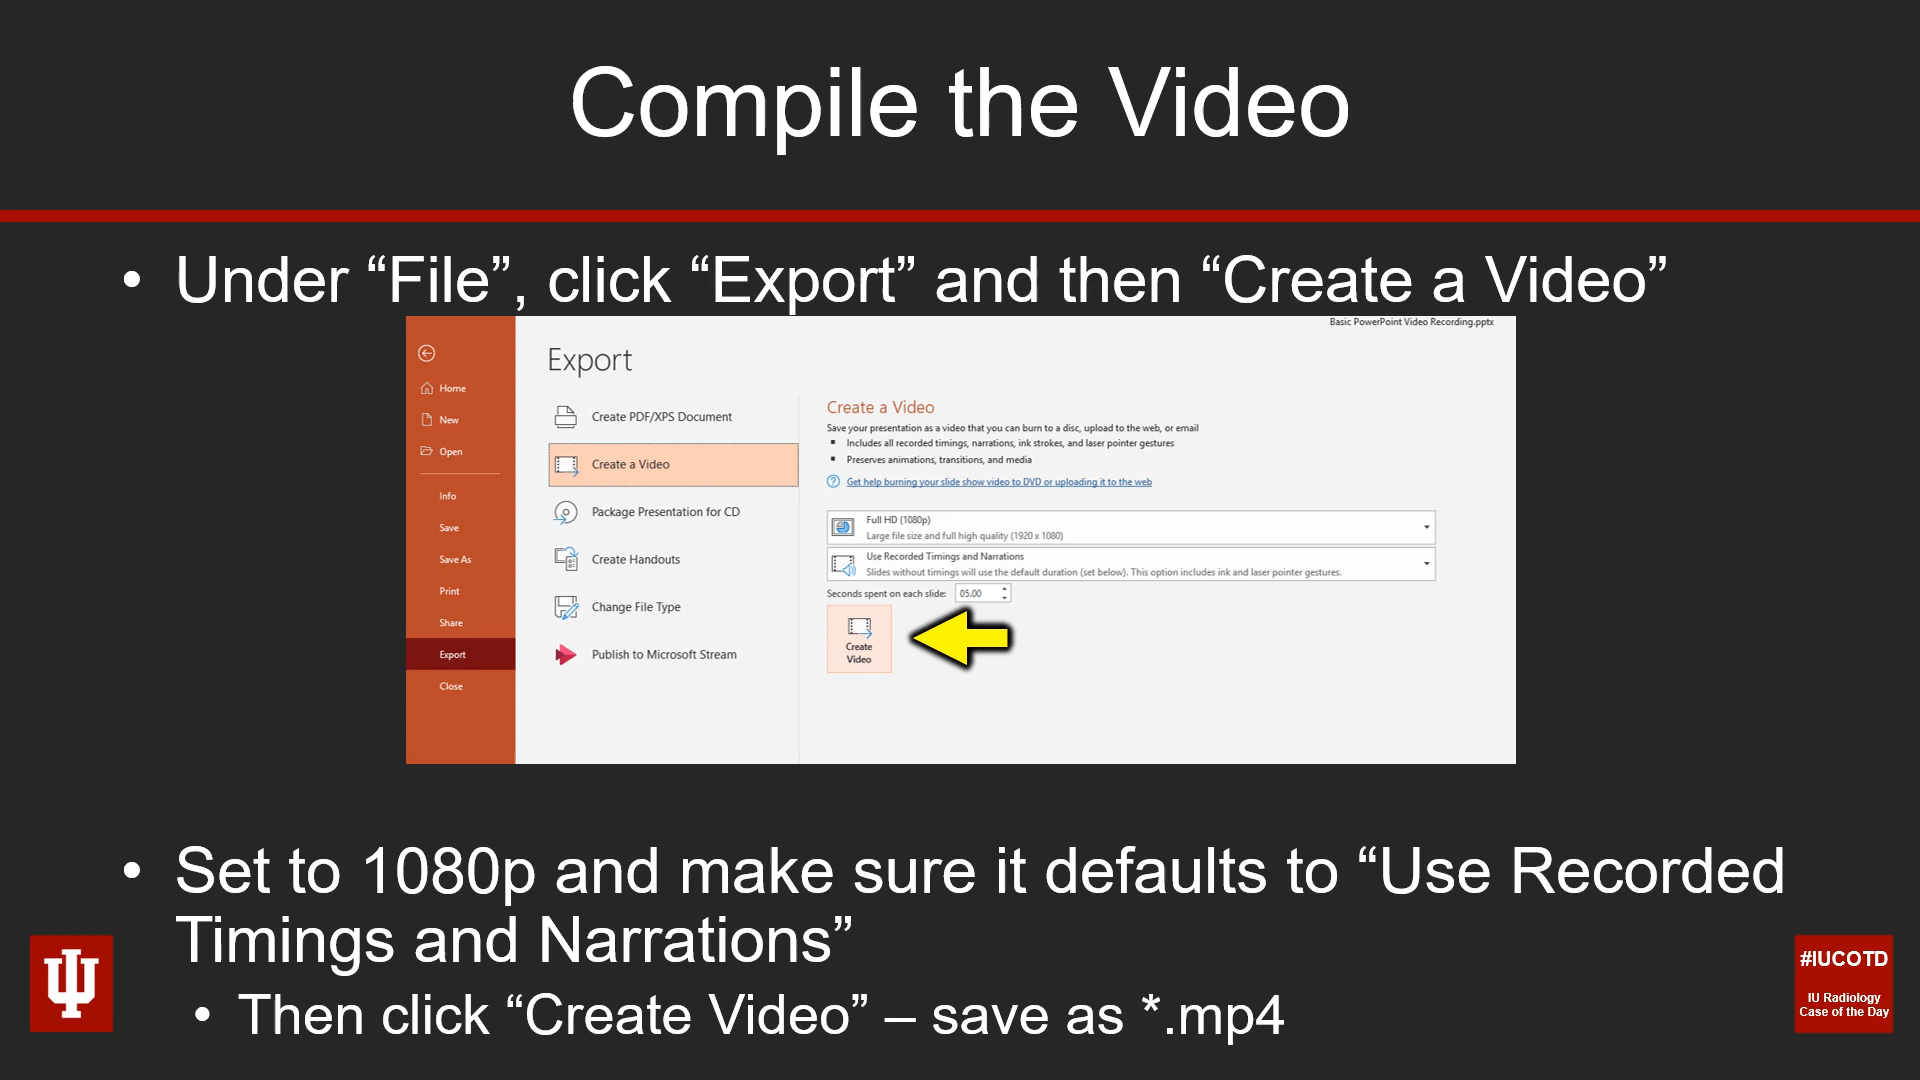 Compile the Video
• Under “File”, click “Export” and then “Create a Video”
Basic PowerPoint Video Recording.pptx
Home
New
Open
Info
Save
Save As
Print
Share
Export
Close
Export
Create PDF/XPS Document
Create a Video
Package Presentation for CD
Create Handouts
Change File Type
Publish to Microsoft Stream
Create a Video
Save your presentation as a video that you can burn to a disc, upload to the web, or email
▪ Includes all recorded timings, narrations, ink strokes, and laser pointer gestures
▪ Preserves animations, transitions, and media
Get help burning your slide show video to DVD or uploading it to the web
Full HD (1080p)
Large file size and full high quality (1920 x 1080)
Use Recorded Timings and Narrations
Slides without timings will use the default duration (set below). This option includes ink and laser pointer gestures.
Seconds spent on each slide: 05.00
Create
Video
• Set to 1080p and make sure it defaults to “Use Recorded
Timings and Narrations”
• Then click “Create Video” – save as *.mp4
#IUCOTD
IU Radiology
Case of the Day